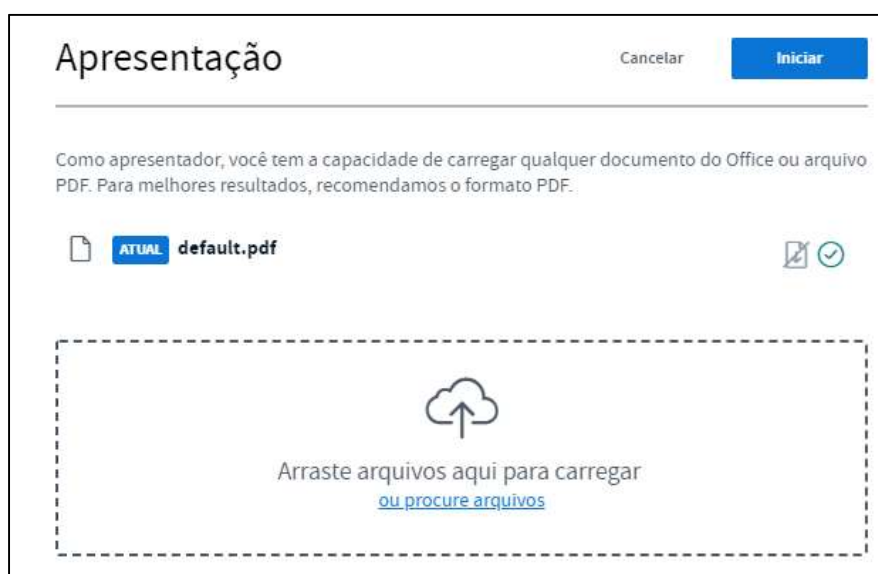 Apresentação
Cancelar
Iniciar
Como apresentador, você tem a capacidade de carregar qualquer documento do Office ou arquivo
PDF. Para melhores resultados, recomendamos o formato PDF.
ATUAL default.pdf
Arraste arquivos aqui para carregar
ou procure arquivos